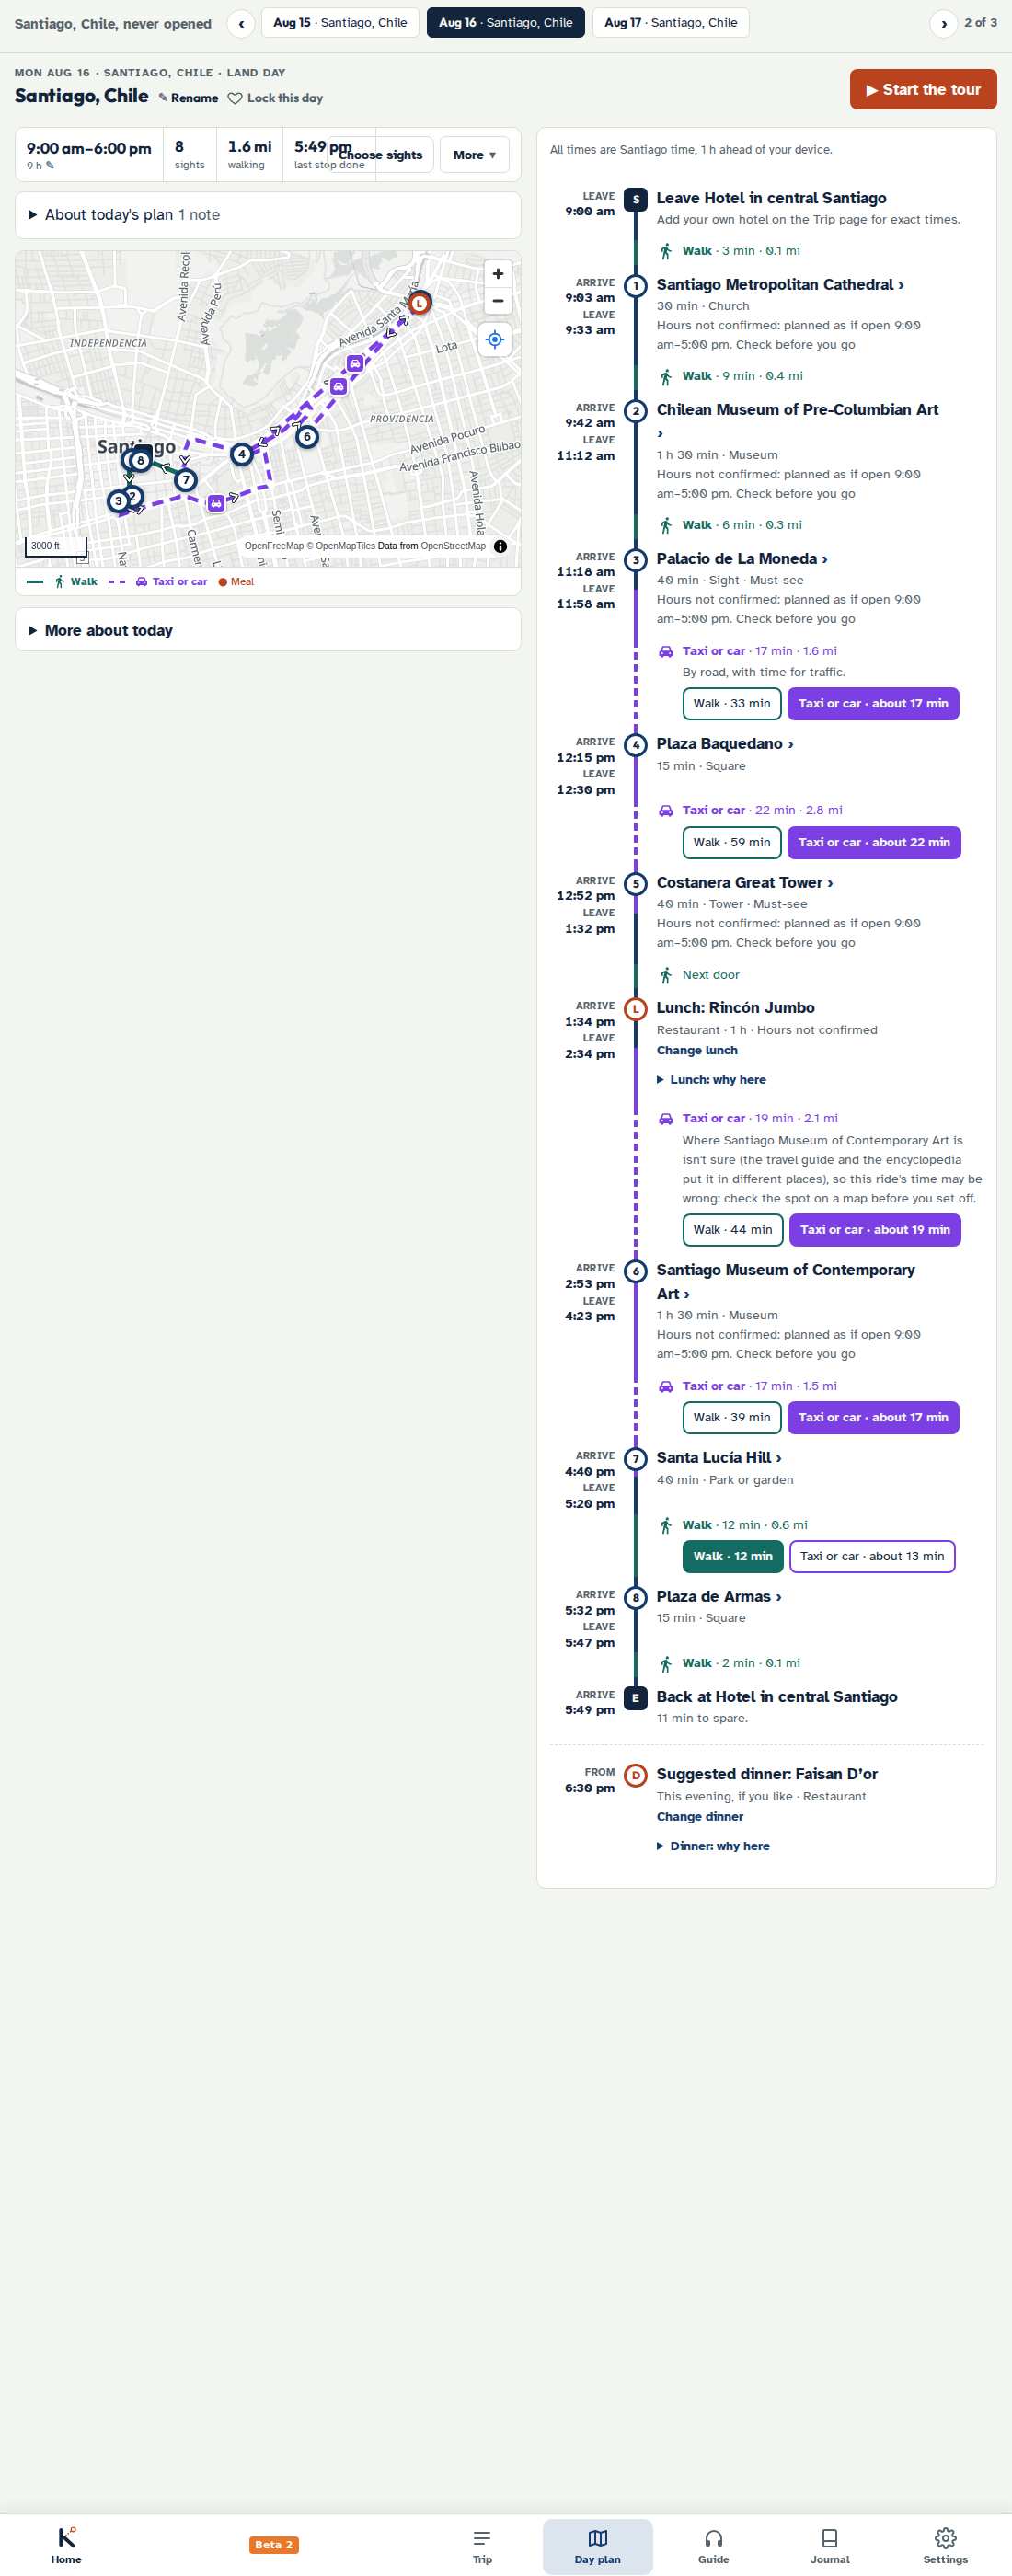 Santiago, Chile, never opened
‹
Aug 15 · Santiago, Chile
Aug 16 · Santiago, Chile
Aug 17 · Santiago, Chile
›
2 of 3
MON AUG 16 · SANTIAGO, CHILE · LAND DAY
Santiago, Chile
✎ Rename
Lock this day
▶ Start the tour
9:00 am–6:00 pm
9 h ✎
8
sights
1.6 mi
walking
5:49 pm
last stop done
Choose sights
More ▾
About today's plan 1 note
Avenida Recol
Avenida Perú
Avenida Santa María
INDEPENDENCIA
Lota
PROVIDENCIA
Avenida Pocuro
Avenida Francisco Bilbao
Santiago
Avenida Hola
Carmen
Semi
Aver
Na
L
4
6
7
8
3
2
+
−
3000 ft
OpenFreeMap © OpenMapTiles Data from OpenStreetMap
Walk
Taxi or car
Meal
More about today
All times are Santiago time, 1 h ahead of your device.
LEAVE
9:00 am
S
Leave Hotel in central Santiago
Add your own hotel on the Trip page for exact times.
Walk · 3 min · 0.1 mi
ARRIVE
9:03 am
LEAVE
9:33 am
1
Santiago Metropolitan Cathedral ›
30 min · Church
Hours not confirmed: planned as if open 9:00
am–5:00 pm. Check before you go
Walk · 9 min · 0.4 mi
ARRIVE
9:42 am
LEAVE
11:12 am
2
Chilean Museum of Pre-Columbian Art
›
1 h 30 min · Museum
Hours not confirmed: planned as if open 9:00
am–5:00 pm. Check before you go
Walk · 6 min · 0.3 mi
ARRIVE
11:18 am
LEAVE
11:58 am
3
Palacio de La Moneda ›
40 min · Sight · Must-see
Hours not confirmed: planned as if open 9:00
am–5:00 pm. Check before you go
Taxi or car · 17 min · 1.6 mi
By road, with time for traffic.
Walk · 33 min
Taxi or car · about 17 min
ARRIVE
12:15 pm
LEAVE
12:30 pm
4
Plaza Baquedano ›
15 min · Square
Taxi or car · 22 min · 2.8 mi
Walk · 59 min
Taxi or car · about 22 min
ARRIVE
12:52 pm
LEAVE
1:32 pm
5
Costanera Great Tower ›
40 min · Tower · Must-see
Hours not confirmed: planned as if open 9:00
am–5:00 pm. Check before you go
Next door
ARRIVE
1:34 pm
LEAVE
2:34 pm
L
Lunch: Rincón Jumbo
Restaurant · 1 h · Hours not confirmed
Change lunch
Lunch: why here
Taxi or car · 19 min · 2.1 mi
Where Santiago Museum of Contemporary Art is
isn't sure (the travel guide and the encyclopedia
put it in different places), so this ride's time may be
wrong: check the spot on a map before you set off.
Walk · 44 min
Taxi or car · about 19 min
ARRIVE
2:53 pm
LEAVE
4:23 pm
6
Santiago Museum of Contemporary
Art ›
1 h 30 min · Museum
Hours not confirmed: planned as if open 9:00
am–5:00 pm. Check before you go
Taxi or car · 17 min · 1.5 mi
Walk · 39 min
Taxi or car · about 17 min
ARRIVE
4:40 pm
LEAVE
5:20 pm
7
Santa Lucía Hill ›
40 min · Park or garden
Walk · 12 min · 0.6 mi
Walk · 12 min
Taxi or car · about 13 min
ARRIVE
5:32 pm
LEAVE
5:47 pm
8
Plaza de Armas ›
15 min · Square
Walk · 2 min · 0.1 mi
ARRIVE
5:49 pm
E
Back at Hotel in central Santiago
11 min to spare.
FROM
6:30 pm
D
Suggested dinner: Faisan D'or
This evening, if you like · Restaurant
Change dinner
Dinner: why here
Home
Beta 2
Trip
Day plan
Guide
Journal
Settings